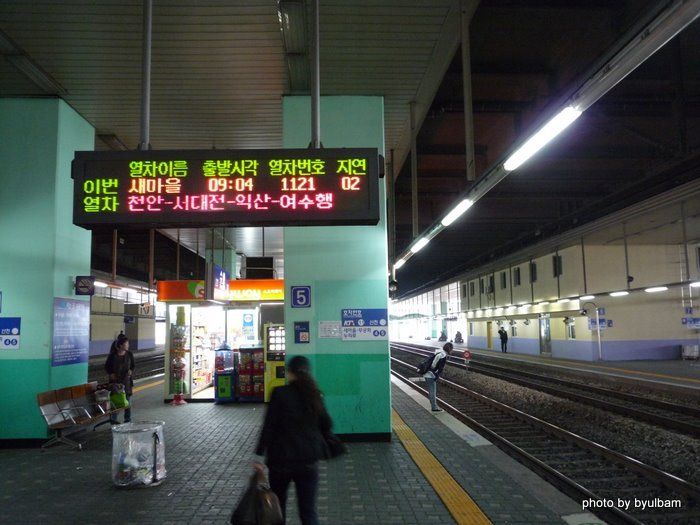 열차이름 출발시각 열차번호 지연
이번 새마을 09:04 1121 02
열차 천안-서대전-익산-여수행
5
photo by byulbam